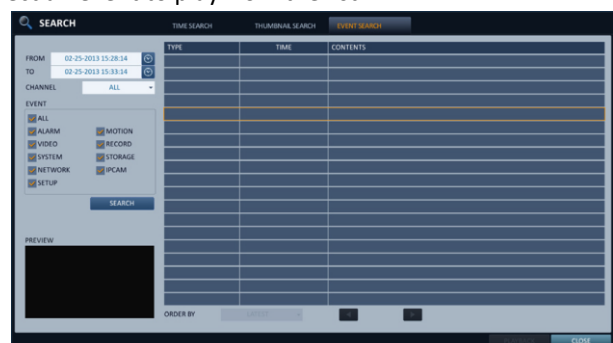 SEARCH
TIME SEARCH THUMBNAIL SEARCH EVENT SEARCH
TYPE TIME CONTENTS
FROM 02-25-2013 15:28:14
TO 02-25-2013 15:33:14
CHANNEL ALL
EVENT
ALL
ALARM MOTION
VIDEO RECORD
SYSTEM STORAGE
NETWORK IPCAM
SETUP
SEARCH
PREVIEW
ORDER BY LATEST < >
CLOSE